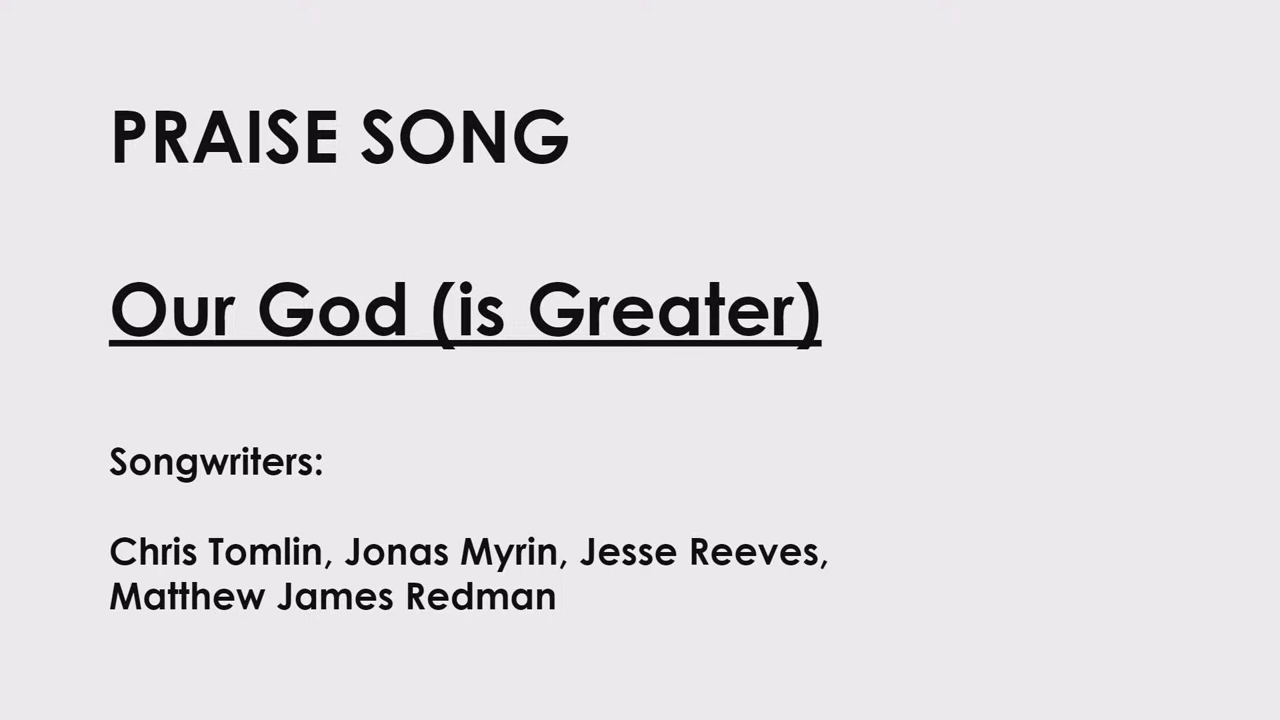 PRAISE SONG
Our God (is Greater)
Songwriters:
Chris Tomlin, Jonas Myrin, Jesse Reeves,
Matthew James Redman